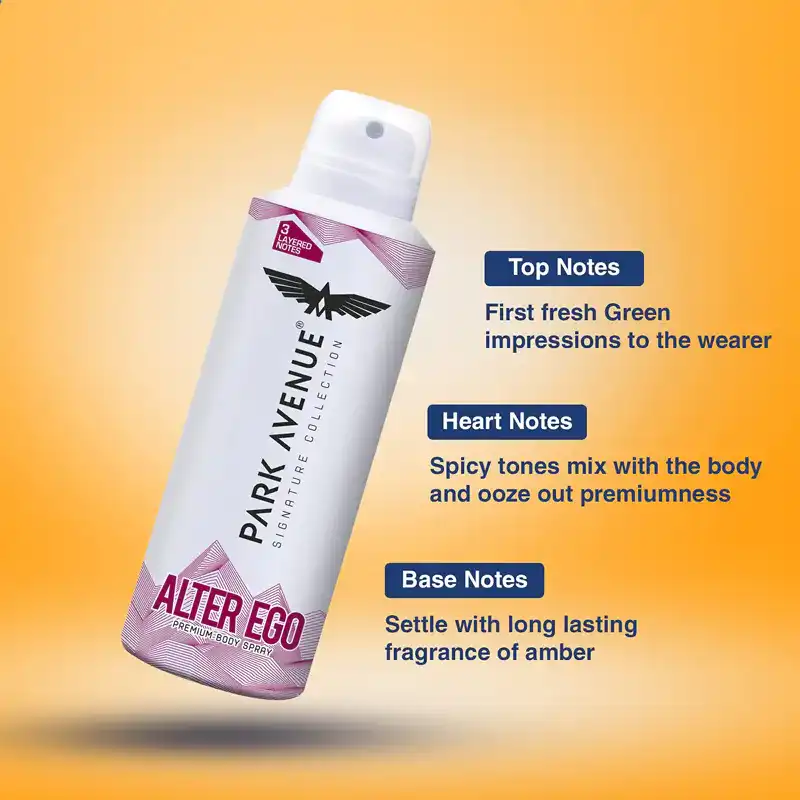 3
LAYERED
NOTES
PARK AVENUE®
SIGNATURE COLLECTION
ALTER EGO
PREMIUM BODY SPRAY
Top Notes
First fresh Green
impressions to the wearer
Heart Notes
Spicy tones mix with the body
and ooze out premiumness
Base Notes
Settle with long lasting
fragrance of amber